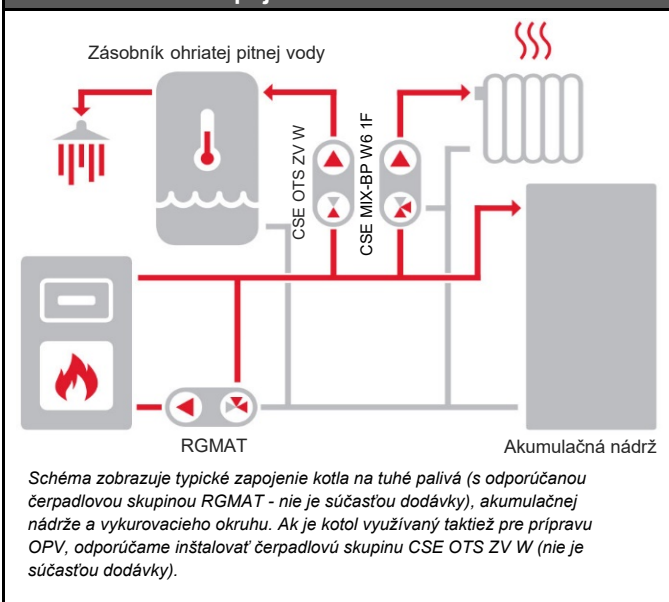 Zásobník ohriatej pitnej vody
CSE OTS ZV W
CSE MIX-BP W6 1F
RGMAT
Akumulačná nádrž
Schéma zobrazuje typické zapojenie kotla na tuhé palivá (s odporúčanou
čerpadlovou skupinou RGMAT - nie je súčasťou dodávky), akumulačnej
nádrže a vykurovacieho okruhu. Ak je kotol využívaný taktiež pre prípravu
OPV, odporúčame inštalovať čerpadlovú skupinu CSE OTS ZV W (nie je
súčasťou dodávky).